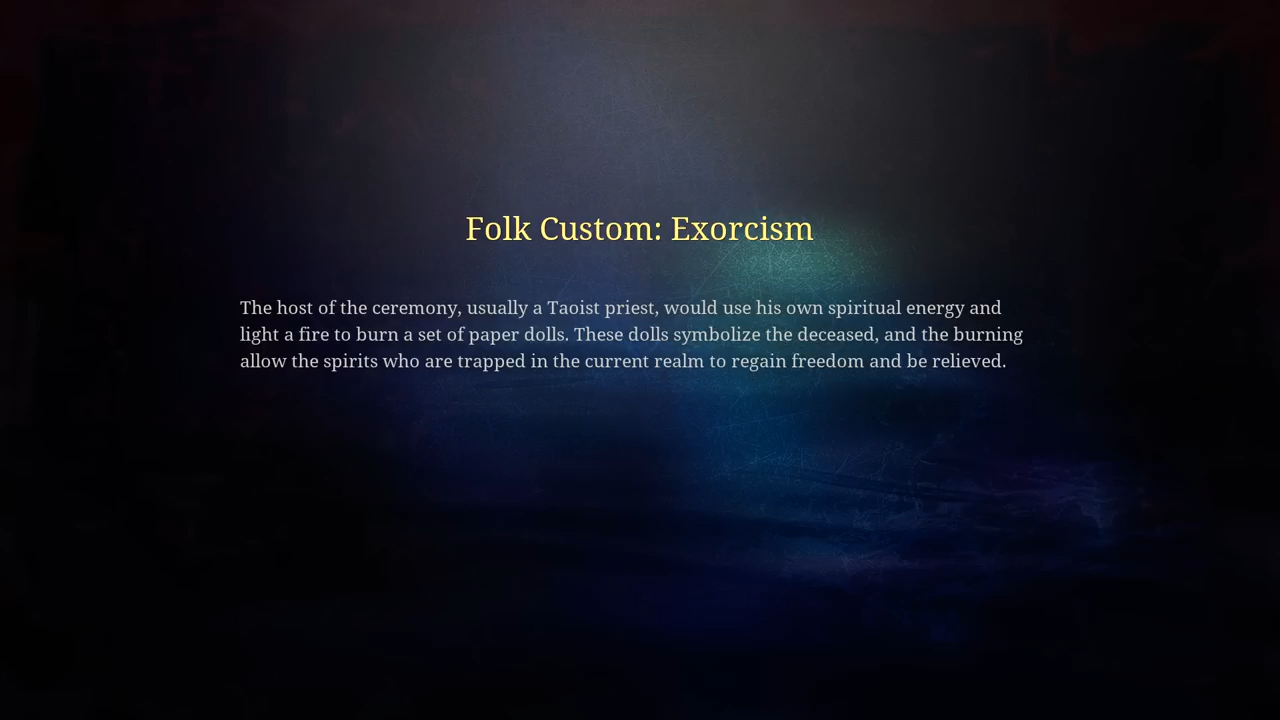 Folk Custom: Exorcism
The host of the ceremony, usually a Taoist priest, would use his own spiritual energy and
light a fire to burn a set of paper dolls. These dolls symbolize the deceased, and the burning
allow the spirits who are trapped in the current realm to regain freedom and be relieved.